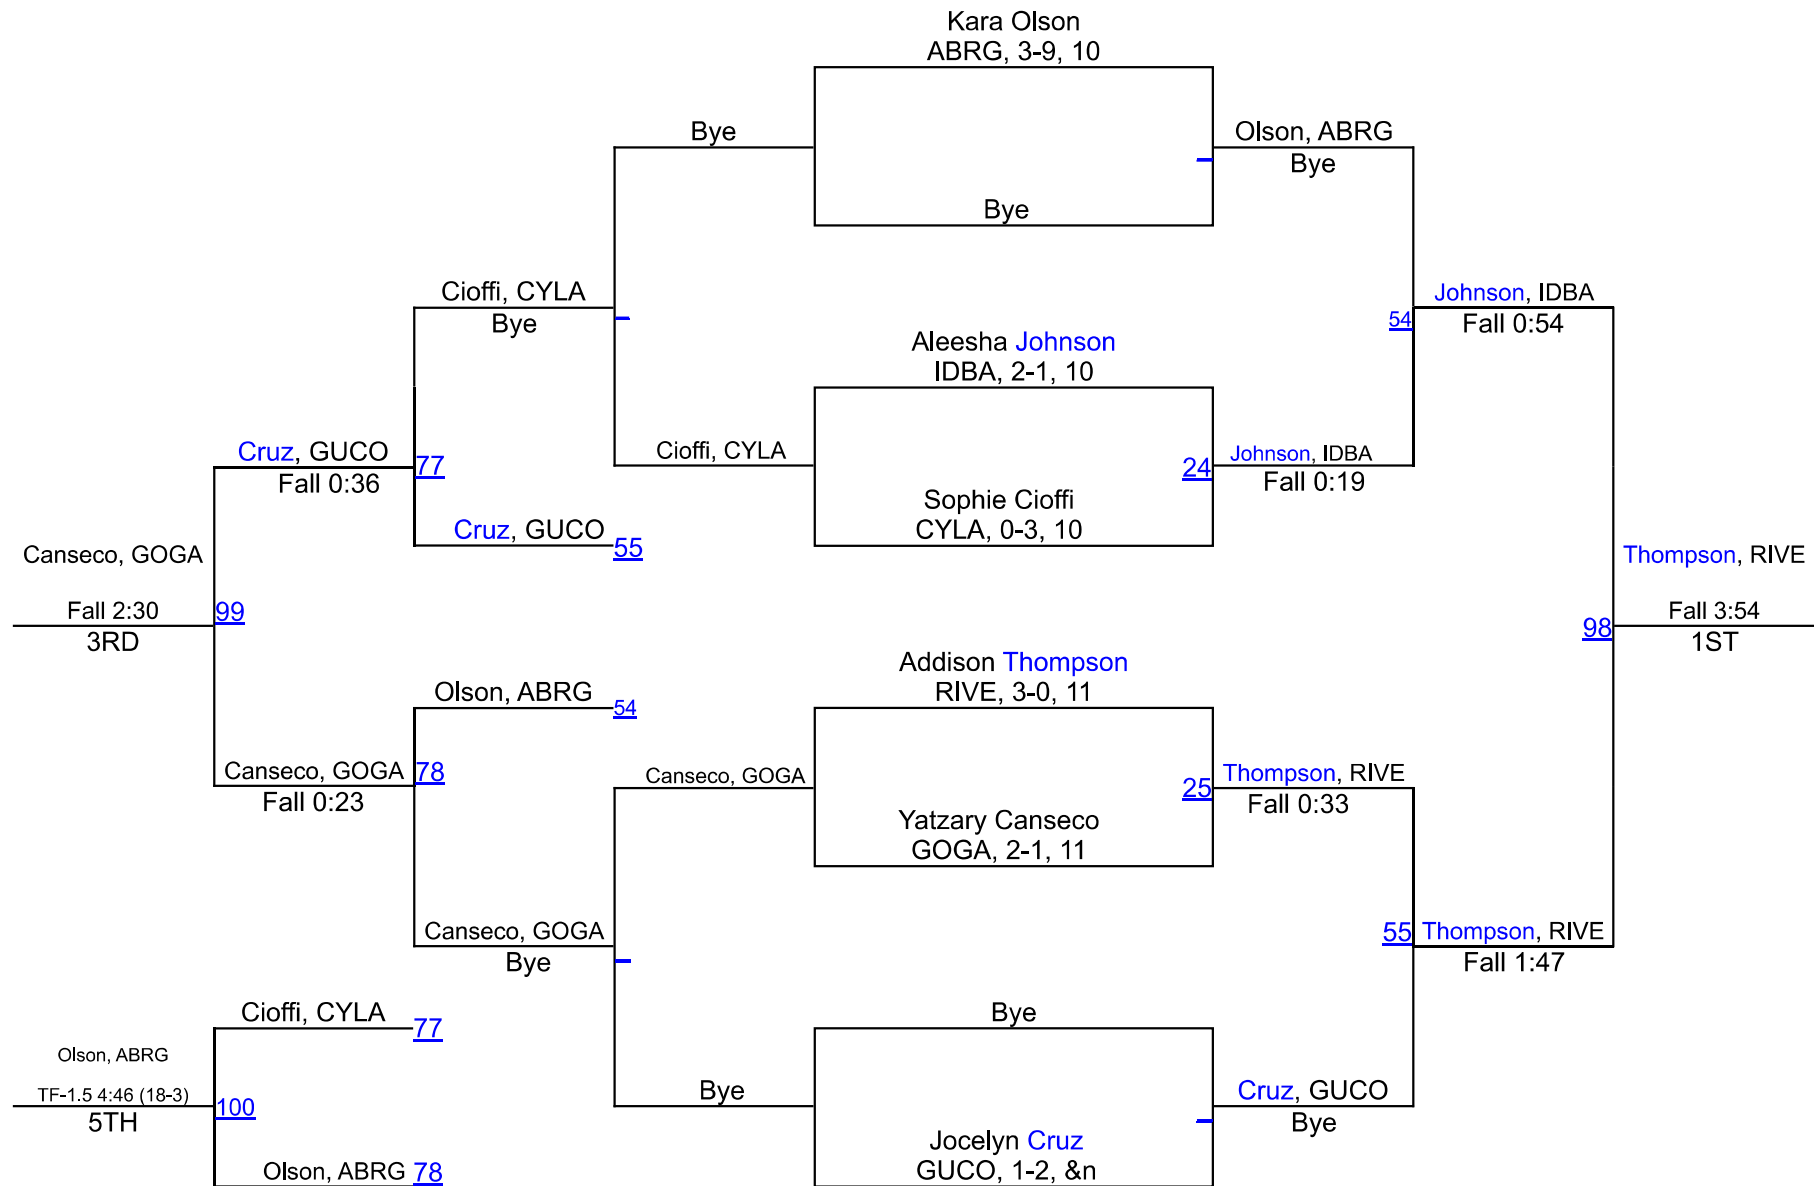 Kara Olson
ABRG, 3-9, 10
Bye
Olson, ABRG
Bye
Bye
Cioffi, CYLA
Bye
Johnson, IDBA
54
Fall 0:54
Aleesha Johnson
IDBA, 2-1, 10
Cruz, GUCO
77
Fall 0:36
Cioffi, CYLA
24
Johnson, IDBA
Fall 0:19
Sophie Cioffi
CYLA, 0-3, 10
Cruz, GUCO
55
Canseco, GOGA
Thompson, RIVE
Fall 2:30
99
3RD
98
Fall 3:54
1ST
Addison Thompson
RIVE, 3-0, 11
Olson, ABRG
54
Canseco, GOGA
78
Fall 0:23
Canseco, GOGA
25
Thompson, RIVE
Fall 0:33
Yatzary Canseco
GOGA, 2-1, 11
Canseco, GOGA
Bye
55
Thompson, RIVE
Fall 1:47
Cioffi, CYLA
77
Bye
Olson, ABRG
TF-1.5 4:46 (18-3)
100
5TH
Bye
Cruz, GUCO
Bye
Jocelyn Cruz
GUCO, 1-2, &n
Olson, ABRG
78